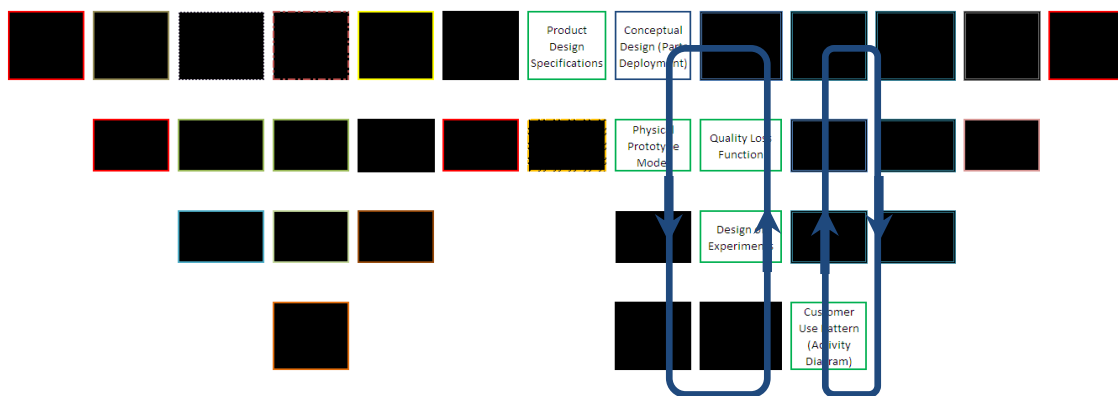 Product
Design
Specifications
Conceptual
Design (Parts
Deployment)
Physical
Prototype
Model
Quality Loss
Function
Design of
Experiments
Customer
Use Pattern
(Activity
Diagram)